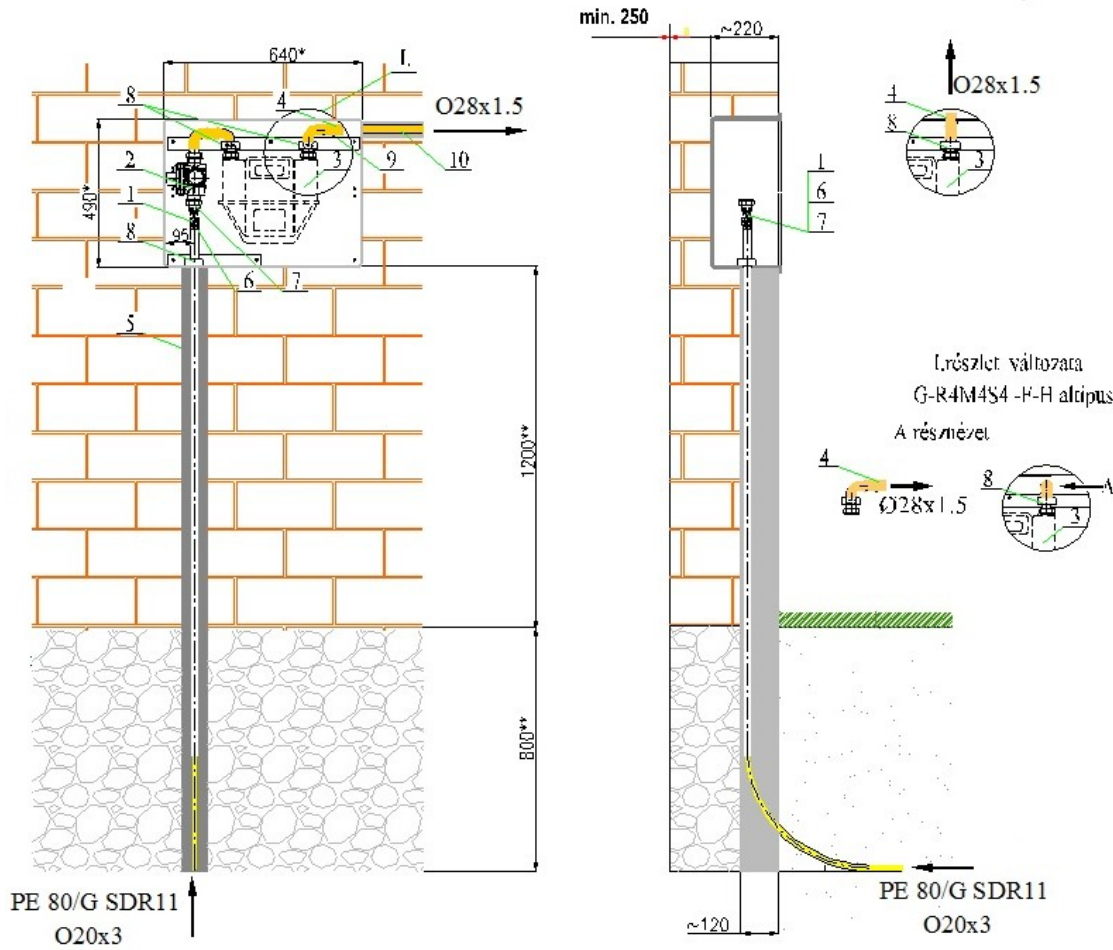 min. 250
~220
640*
L
8
4
O28x1.5
2
3
9
10
490*
1
95
8
6
7
5
1200**
800**
PE 80/G SDR11
O20x3
4
O28x1.5
8
3
1
6
7
Lrészlet változata
G-R4M4S4 -F-H altípus
A résznézet
4
Ø28x1.5
8
A
3
PE 80/G SDR11
O20x3
~120